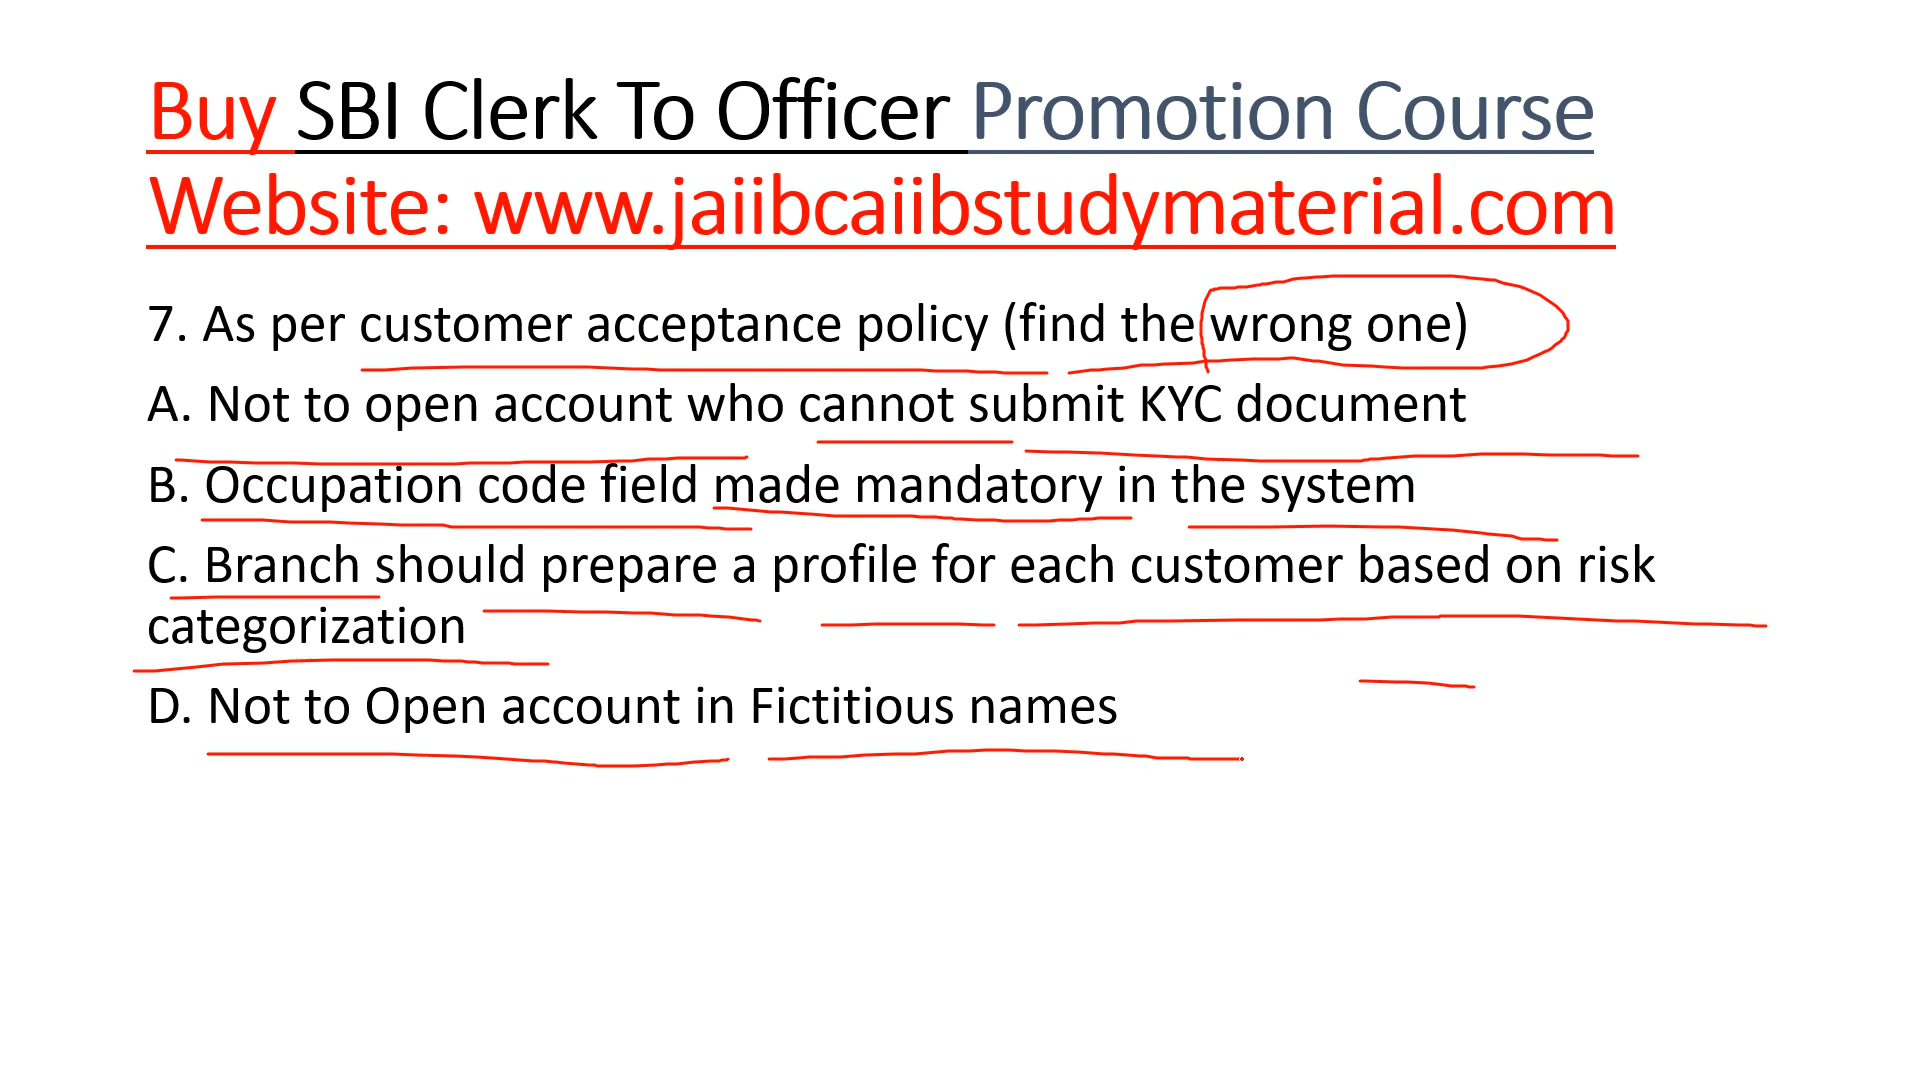 Buy SBI Clerk To Officer Promotion Course
Website: www.jaiibcaiibstudymaterial.com
7. As per customer acceptance policy (find the wrong one)
A. Not to open account who cannot submit KYC document
B. Occupation code field made mandatory in the system
C. Branch should prepare a profile for each customer based on risk
categorization
D. Not to Open account in Fictitious names